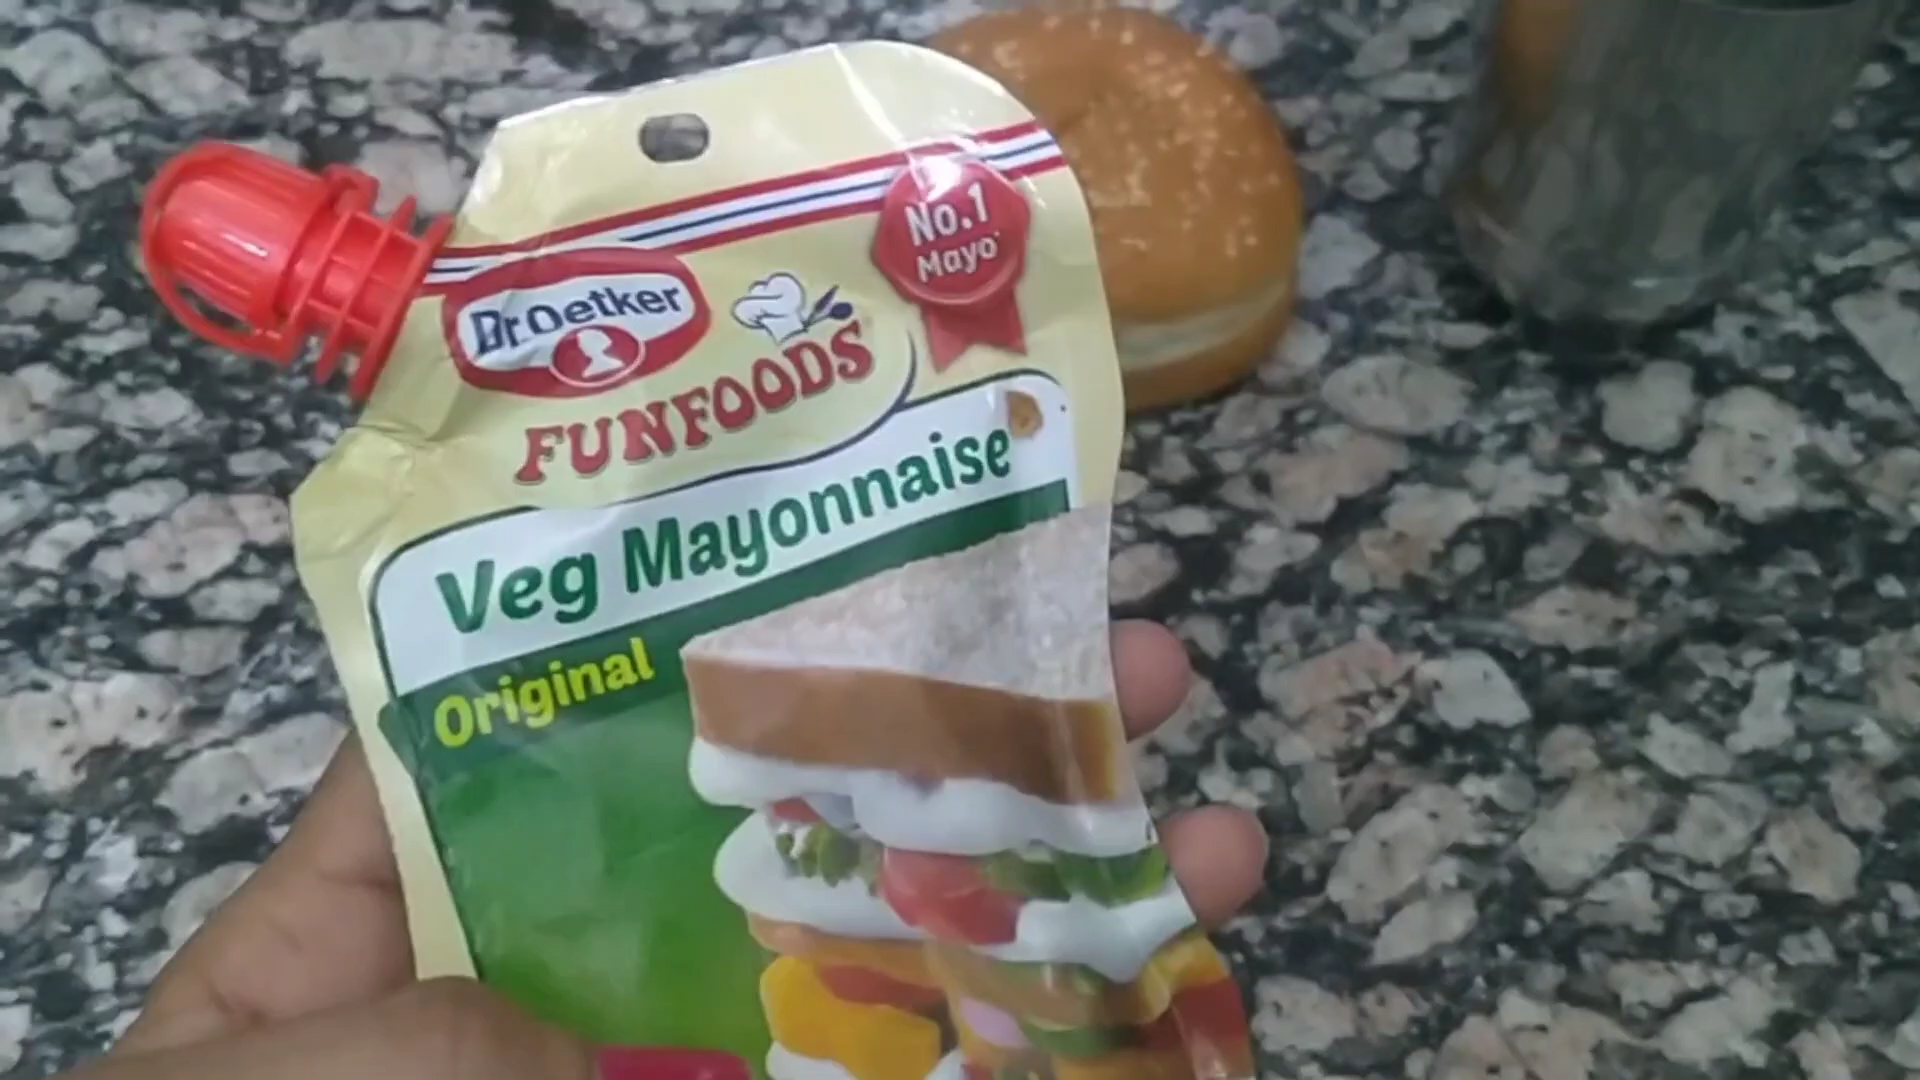 No.1
Mayo
Dr.Oetker
FUNFOODS
Veg Mayonnaise
Original